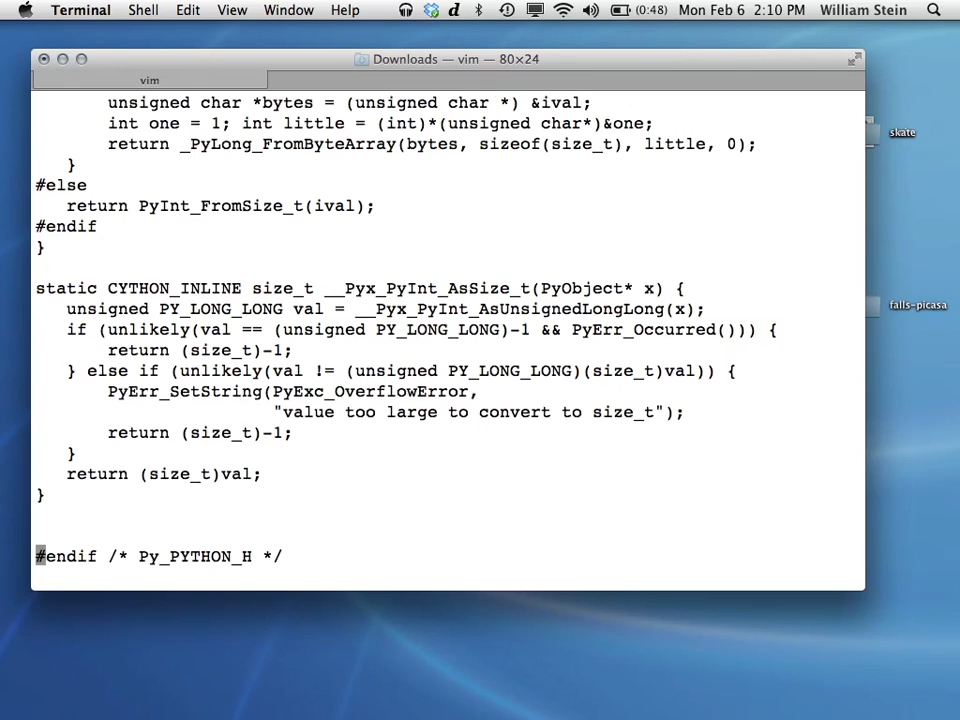 Terminal Shell Edit View Window Help d (0:48) Mon Feb 6 2:10 PM William Stein
Downloads — vim — 80×24
vim
unsigned char *bytes = (unsigned char *) &ival;
int one = 1; int little = (int)*(unsigned char*)&one;
return _PyLong_FromByteArray(bytes, sizeof(size_t), little, 0);
}
#else
return PyInt_FromSize_t(ival);
#endif
}
static CYTHON_INLINE size_t __Pyx_PyInt_AsSize_t(PyObject* x) {
unsigned PY_LONG_LONG val = __Pyx_PyInt_AsUnsignedLongLong(x);
if (unlikely(val == (unsigned PY_LONG_LONG)-1 && PyErr_Occurred())) {
return (size_t)-1;
} else if (unlikely(val != (unsigned PY_LONG_LONG)(size_t)val)) {
PyErr_SetString(PyExc_OverflowError,
"value too large to convert to size_t");
return (size_t)-1;
}
return (size_t)val;
}
#endif /* Py_PYTHON_H */
skate
falls-picasa